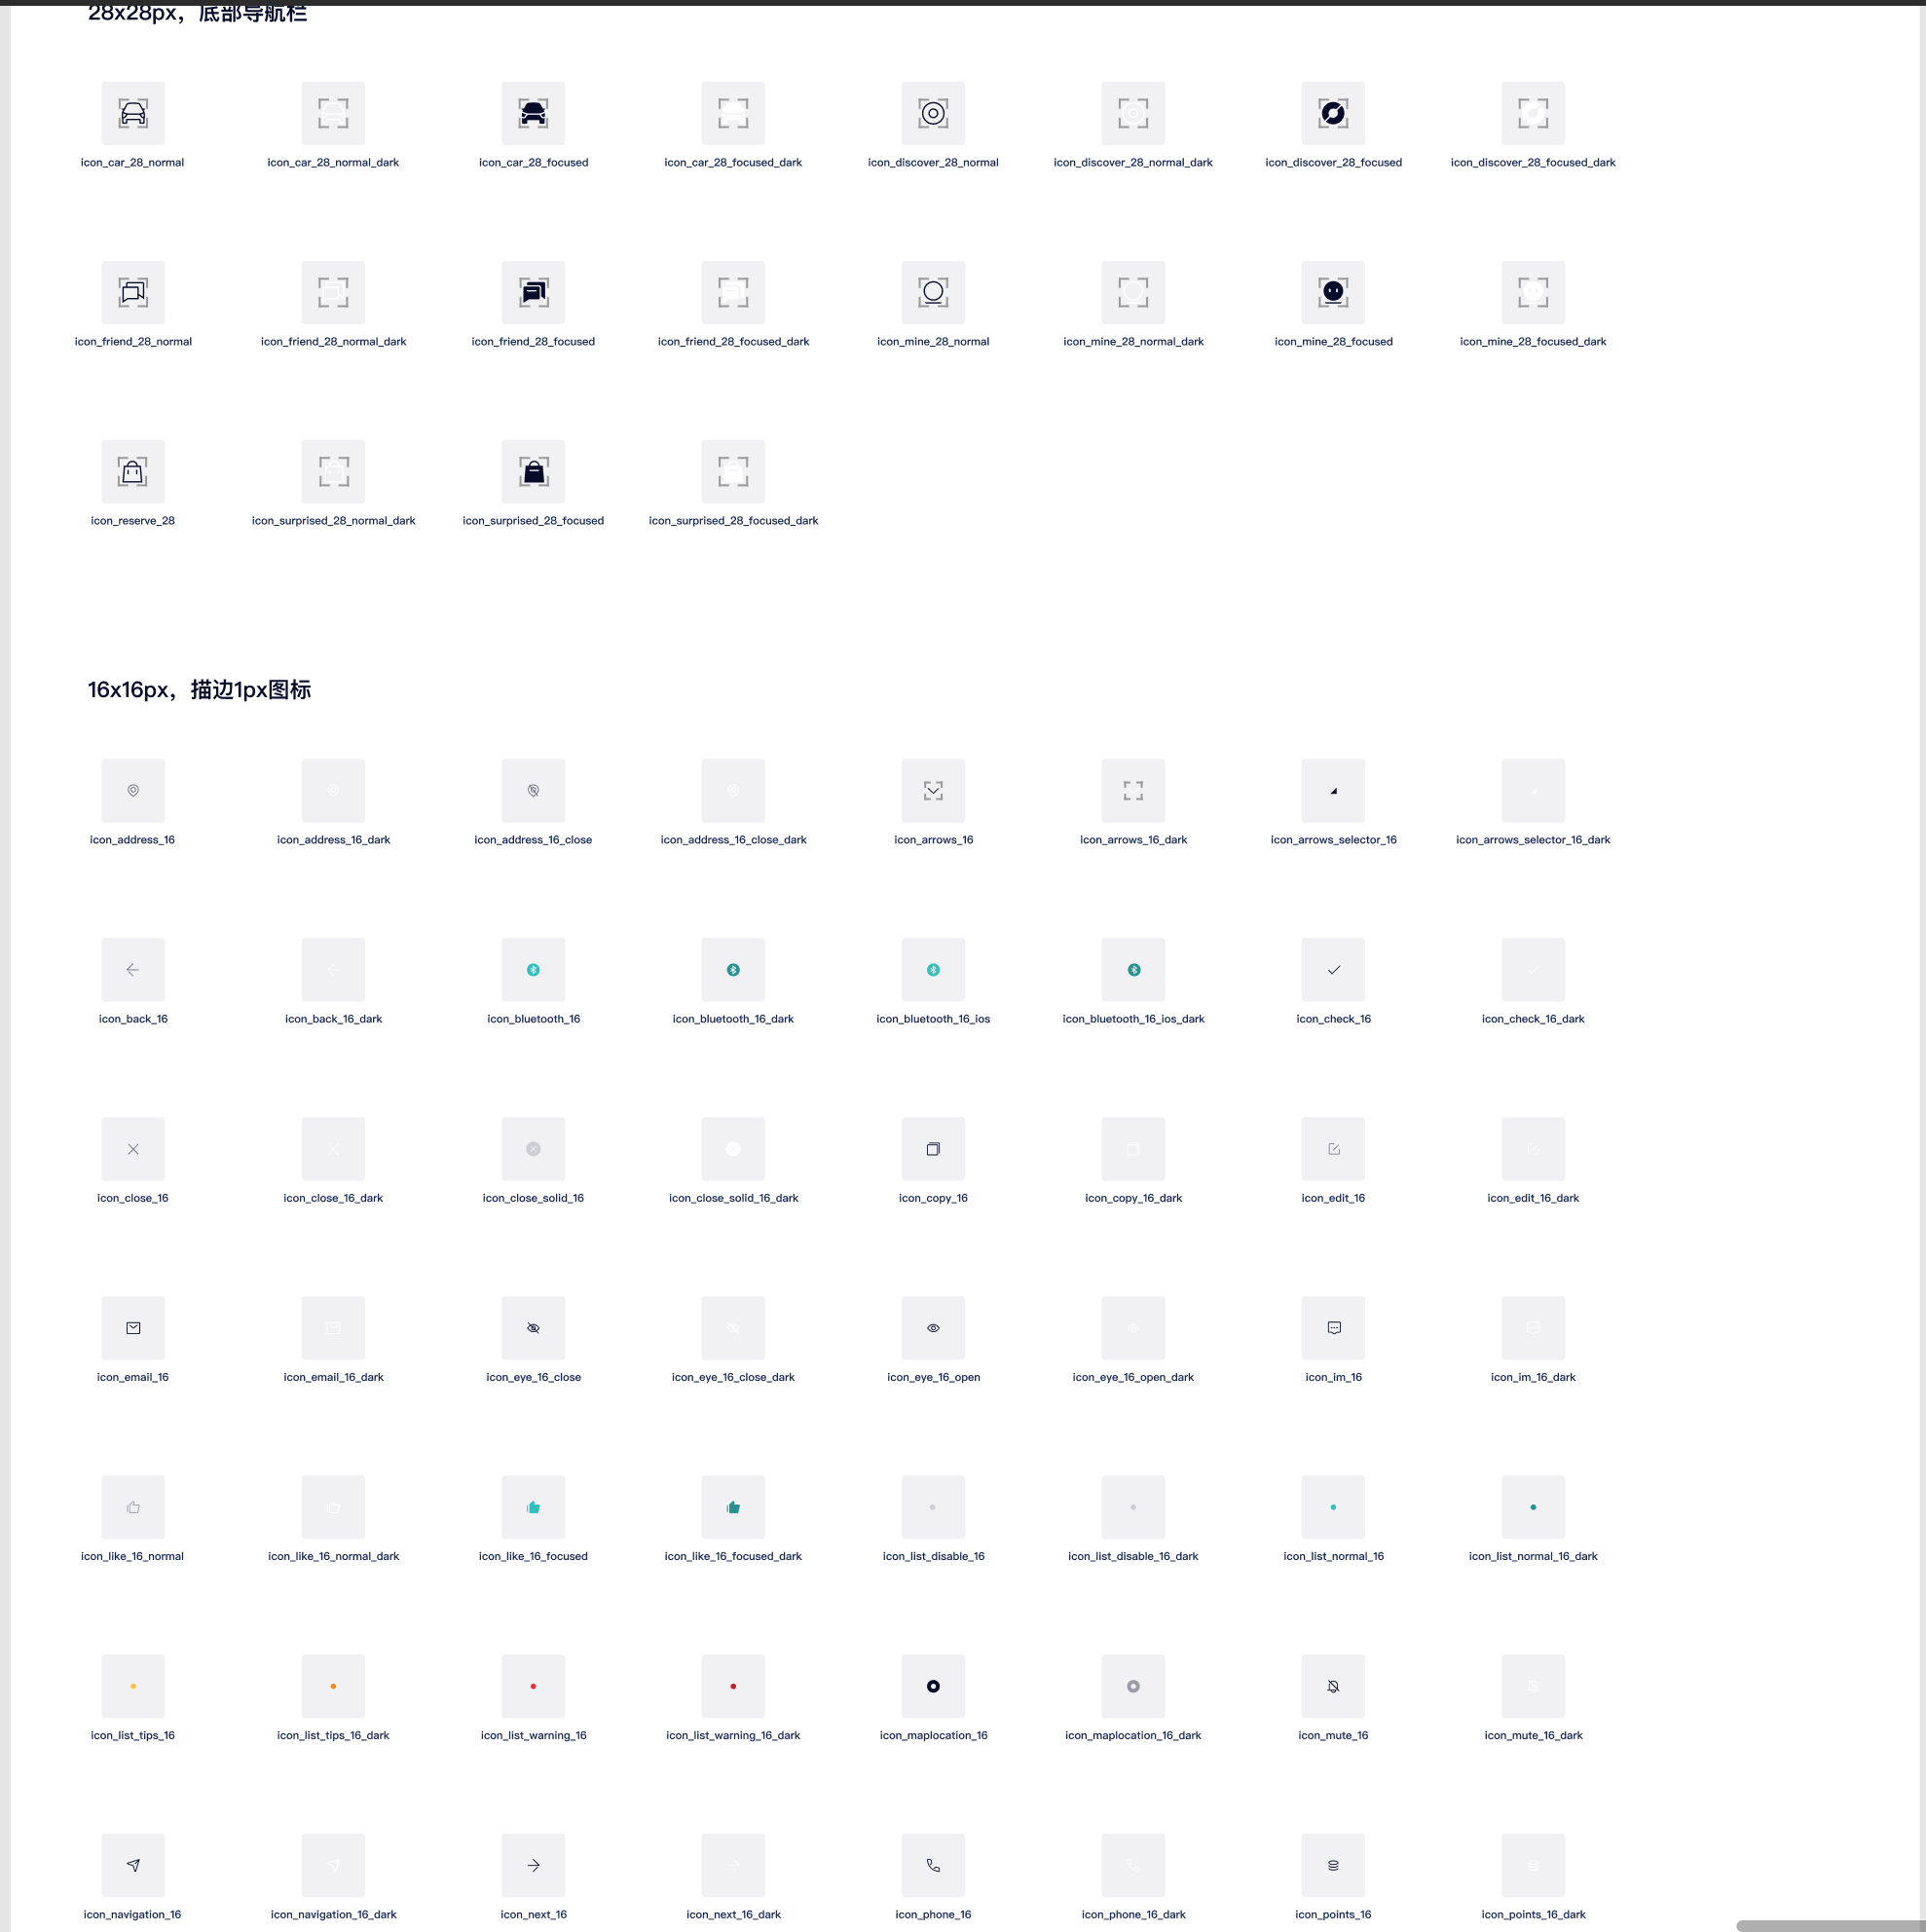 28x28px，底部导航栏
icon_car_28_normal
icon_car_28_normal_dark
icon_car_28_focused
icon_car_28_focused_dark
icon_discover_28_normal
icon_discover_28_normal_dark
icon_discover_28_focused
icon_discover_28_focused_dark
icon_friend_28_normal
icon_friend_28_normal_dark
icon_friend_28_focused
icon_friend_28_focused_dark
icon_mine_28_normal
icon_mine_28_normal_dark
icon_mine_28_focused
icon_mine_28_focused_dark
icon_reserve_28
icon_surprised_28_normal_dark
icon_surprised_28_focused
icon_surprised_28_focused_dark
16x16px，描边1px图标
icon_address_16
icon_address_16_dark
icon_address_16_close
icon_address_16_close_dark
icon_arrows_16
icon_arrows_16_dark
icon_arrows_selector_16
icon_arrows_selector_16_dark
icon_back_16
icon_back_16_dark
icon_bluetooth_16
icon_bluetooth_16_dark
icon_bluetooth_16_ios
icon_bluetooth_16_ios_dark
icon_check_16
icon_check_16_dark
icon_close_16
icon_close_16_dark
icon_close_solid_16
icon_close_solid_16_dark
icon_copy_16
icon_copy_16_dark
icon_edit_16
icon_edit_16_dark
icon_email_16
icon_email_16_dark
icon_eye_16_close
icon_eye_16_close_dark
icon_eye_16_open
icon_eye_16_open_dark
icon_im_16
icon_im_16_dark
icon_like_16_normal
icon_like_16_normal_dark
icon_like_16_focused
icon_like_16_focused_dark
icon_list_disable_16
icon_list_disable_16_dark
icon_list_normal_16
icon_list_normal_16_dark
icon_list_tips_16
icon_list_tips_16_dark
icon_list_warning_16
icon_list_warning_16_dark
icon_maplocation_16
icon_maplocation_16_dark
icon_mute_16
icon_mute_16_dark
icon_navigation_16
icon_navigation_16_dark
icon_next_16
icon_next_16_dark
icon_phone_16
icon_phone_16_dark
icon_points_16
icon_points_16_dark